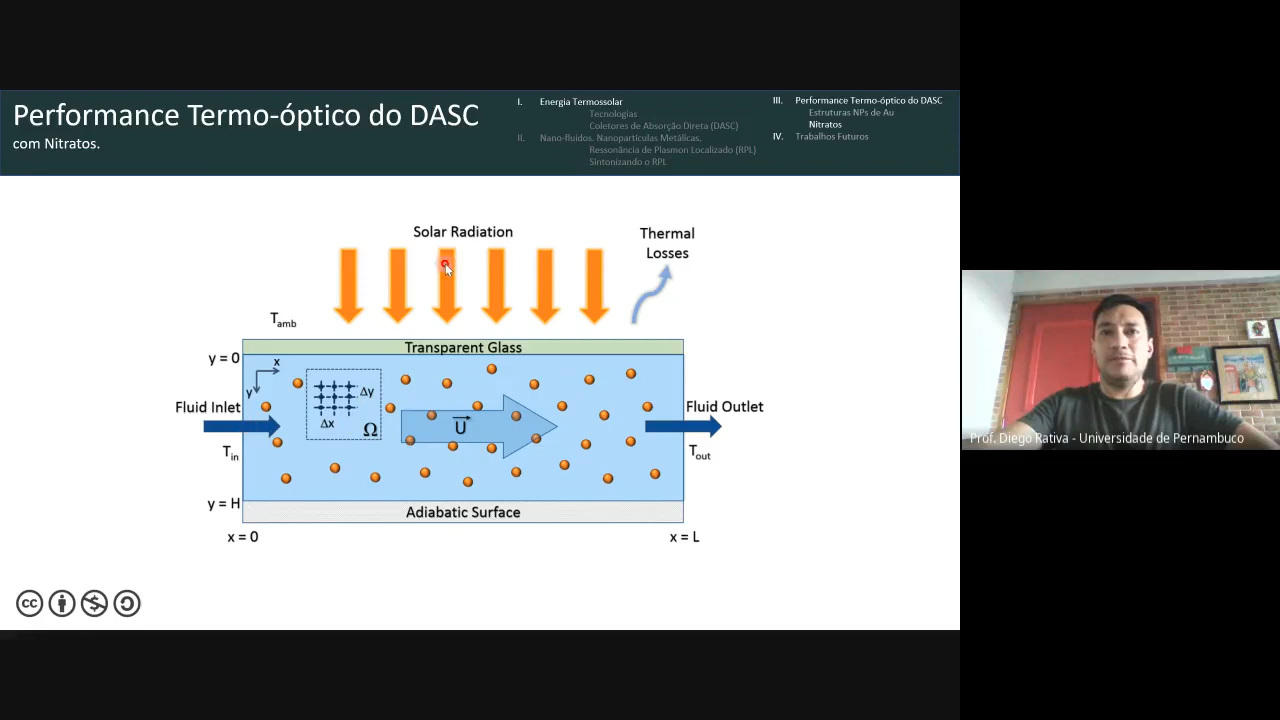 Performance Termo-óptico do DASC
com Nitratos.
I. Energia Termossolar
Tecnologias
Coletores de Absorção Direta (DASC)
II. Nano-fluidos. Nanopartículas Metálicas.
Ressonância de Plasmon Localizado (RPL)
Sintonizando o RPL
III. Performance Termo-óptico do DASC
Estruturas NPs de Au
Nitratos
IV. Trabalhos Futuros
Solar Radiation
Thermal
Losses
Tamb
Transparent Glass
y = 0
x
y
Δy
Δx
Ω
U
Fluid Inlet
Tin
Fluid Outlet
Tout
y = H
Adiabatic Surface
x = 0
x = L
cc
Prof. Diego Rativa - Universidade de Pernambuco